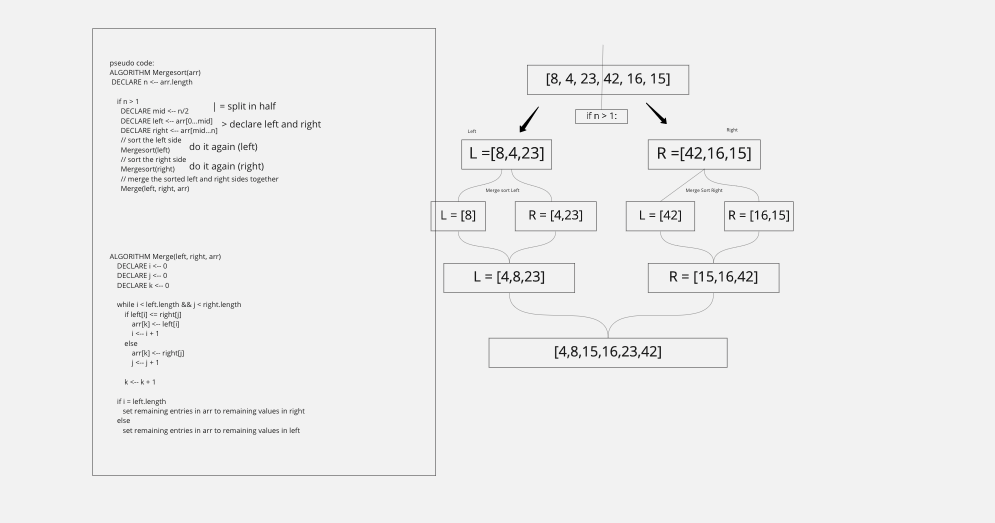 pseudo code:
ALGORITHM Mergesort(arr)
DECLARE n <-- arr.length
if n > 1
DECLARE mid <-- n/2
DECLARE left <-- arr[0...mid]
DECLARE right <-- arr[mid...n]
// sort the left side
Mergesort(left)
// sort the right side
Mergesort(right)
// merge the sorted left and right sides together
Merge(left, right, arr)
| = split in half
> declare left and right
do it again (left)
do it again (right)
ALGORITHM Merge(left, right, arr)
DECLARE i <-- 0
DECLARE j <-- 0
DECLARE k <-- 0
while i < left.length && j < right.length
if left[i] <= right[j]
arr[k] <-- left[i]
i <-- i + 1
else
arr[k] <-- right[j]
j <-- j + 1
k <-- k + 1
if i = left.length
set remaining entries in arr to remaining values in right
else
set remaining entries in arr to remaining values in left
[8, 4, 23, 42, 16, 15]
if n > 1:
Left
Right
L =[8,4,23]
R =[42,16,15]
Merge sort Left
Merge Sort Right
L = [8]
R = [4,23]
L = [42]
R = [16,15]
L = [4,8,23]
R = [15,16,42]
[4,8,15,16,23,42]